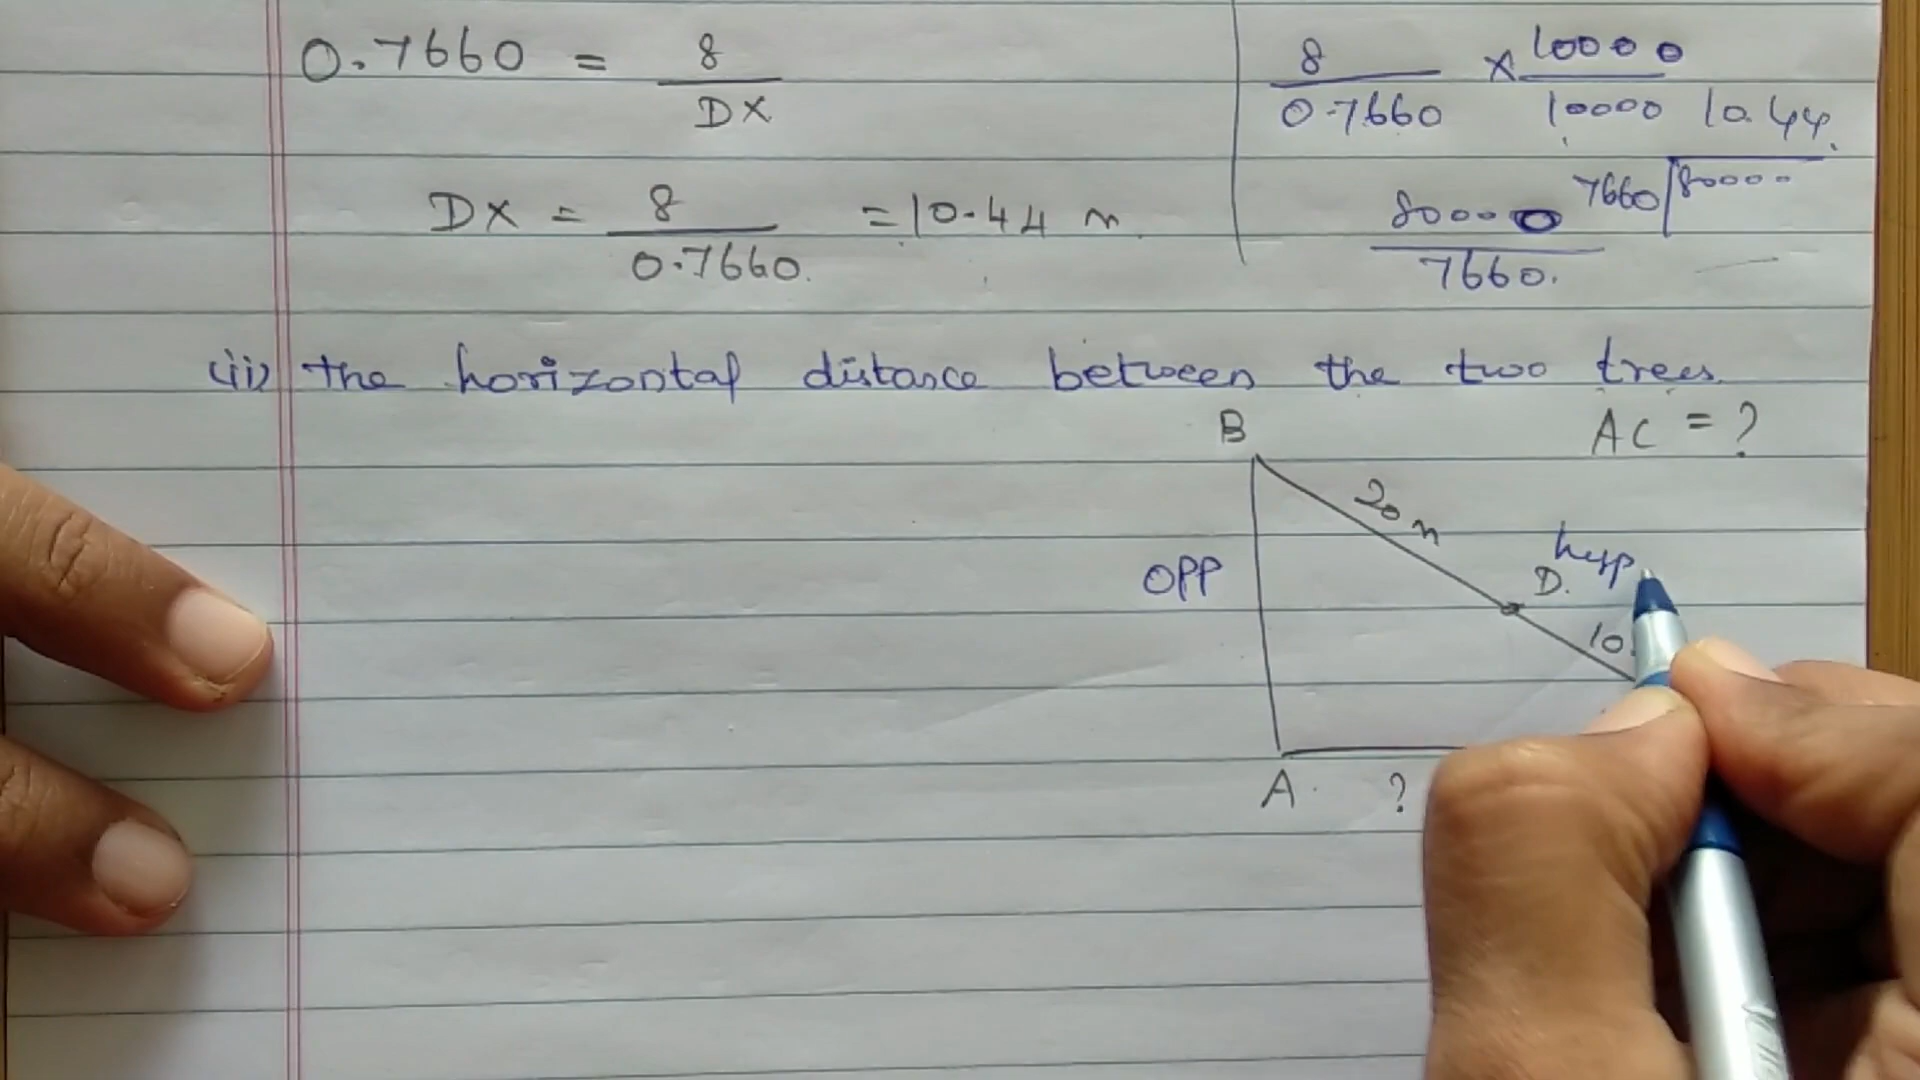 0.7660 = 8 / DX
8 / 0.7660 × 10000 / 10000
10.44
DX = 8 / 0.7660. = 10.44 m
80000 / 7660.
7660 80000
(ii) the horizontal distance between the two trees.
AC = ?
B
20 m
hyp
OPP
D.
10.
A. ?